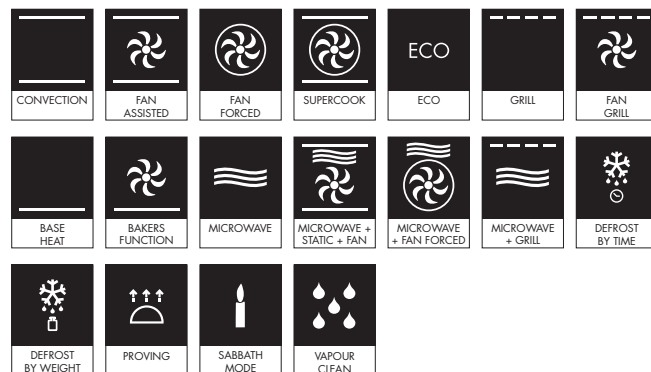 ECO
CONVECTION
FAN
ASSISTED
FAN
FORCED
SUPERCOOK
ECO
GRILL
FAN
GRILL
BASE
HEAT
BAKERS
FUNCTION
MICROWAVE
MICROWAVE +
STATIC + FAN
MICROWAVE
+ FAN FORCED
MICROWAVE
+ GRILL
DEFROST
BY TIME
DEFROST
BY WEIGHT
PROVING
SABBATH
MODE
VAPOUR
CLEAN